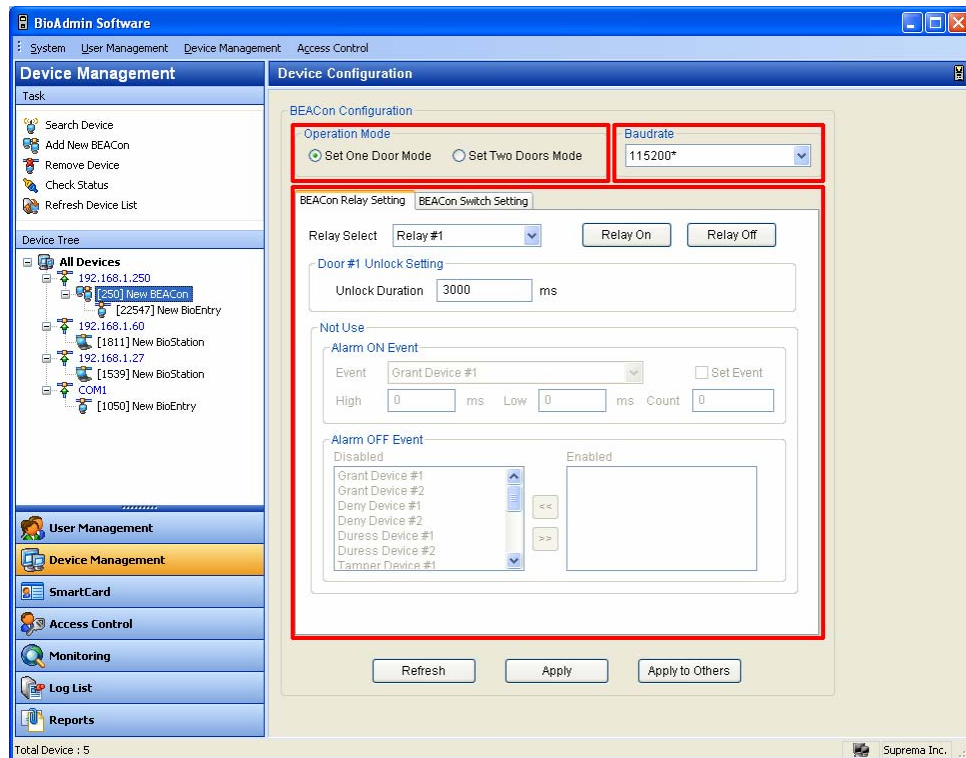 BioAdmin Software
System User Management Device Management Access Control
Device Management
Task
Search Device
Add New BEACon
Remove Device
Check Status
Refresh Device List
Device Tree
All Devices
192.168.1.250
[250] New BEACon
[22547] New BioEntry
192.168.1.60
[1811] New BioStation
192.168.1.27
[1539] New BioStation
COM1
[1050] New BioEntry
User Management
Device Management
SmartCard
Access Control
Monitoring
Log List
Reports
Device Configuration
BEACon Configuration
Operation Mode
Set One Door Mode Set Two Doors Mode
Baudrate
115200*
BEACon Relay Setting BEACon Switch Setting
Relay Select Relay #1 Relay On Relay Off
Door #1 Unlock Setting
Unlock Duration 3000 ms
Not Use
Alarm ON Event
Event Grant Device #1 Set Event
High 0 ms Low 0 ms Count 0
Alarm OFF Event
Disabled Enabled
Grant Device #1
Grant Device #2
Deny Device #1
Deny Device #2
Duress Device #1
Duress Device #2
Tamper Device #1
<<
>>
Refresh Apply Apply to Others
Total Device : 5 Suprema Inc.